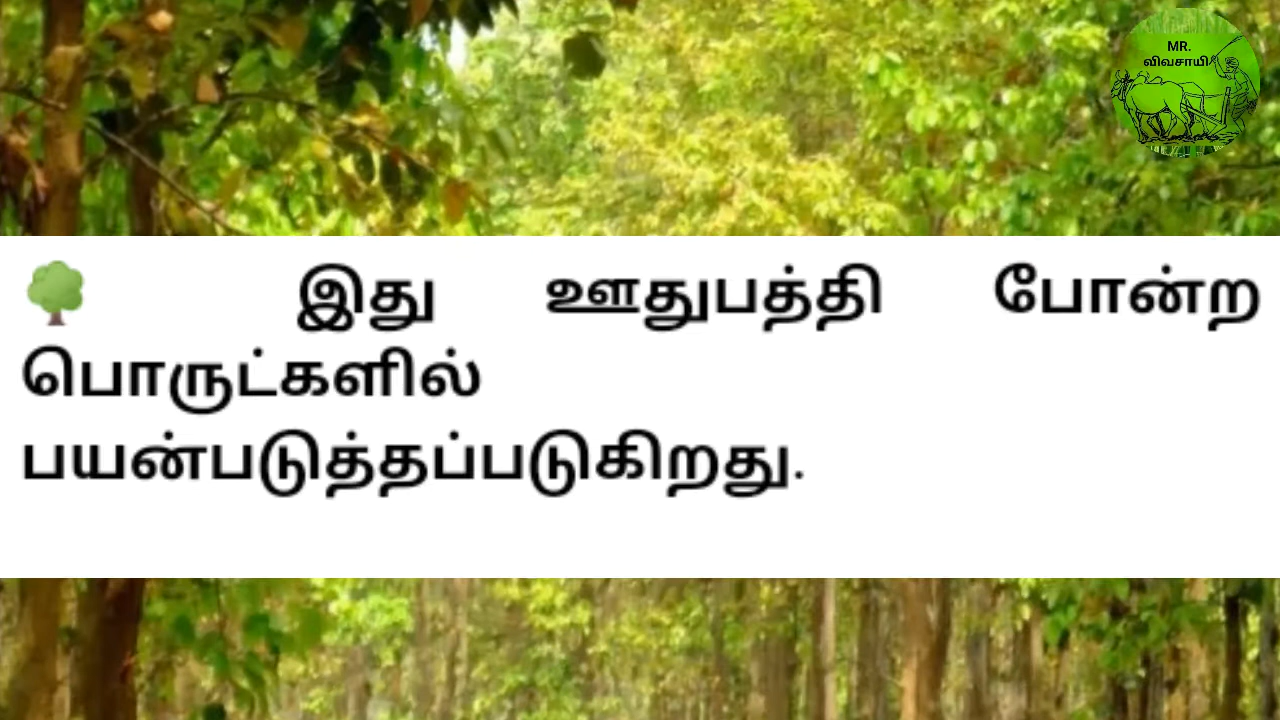 MR.
விவசாயி
🌳 இது ஊதுபத்தி போன்ற
பொருட்களில்
பயன்படுத்தப்படுகிறது.